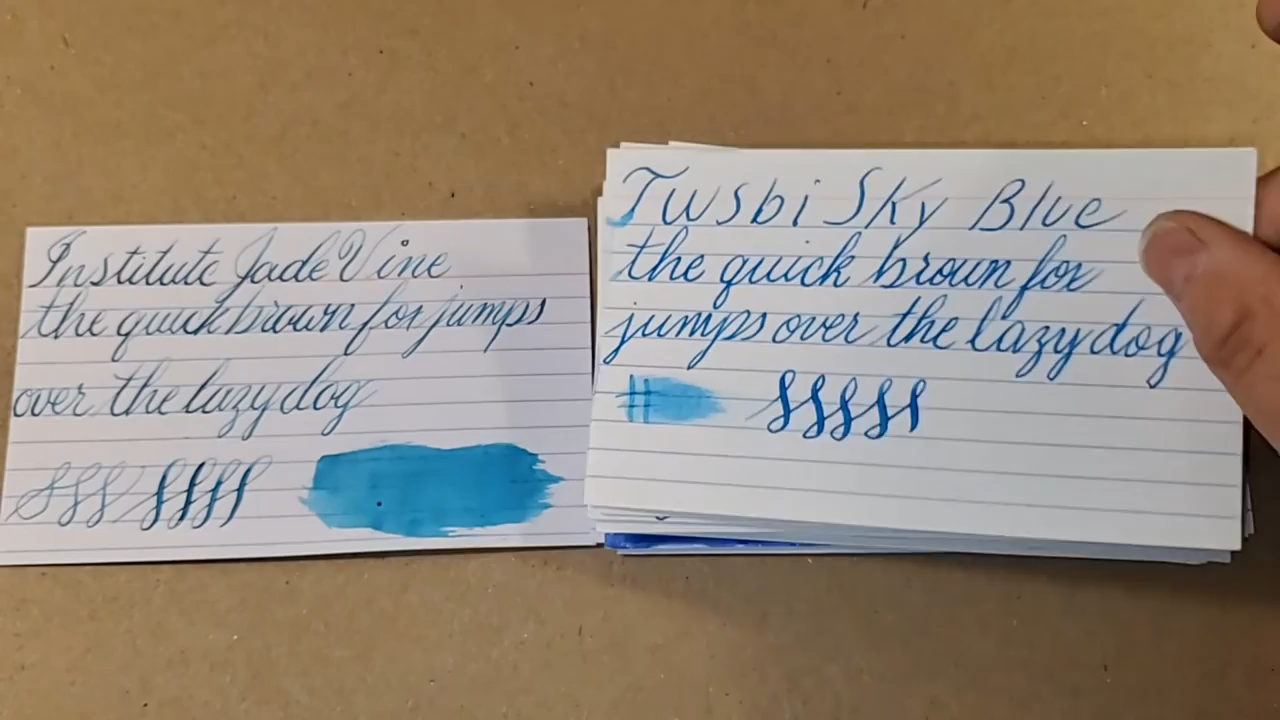 Institute Jade Vine
the quick brown fox jumps
over the lazy dog
Twsbi Sky Blue
the quick brown fox
jumps over the lazy dog